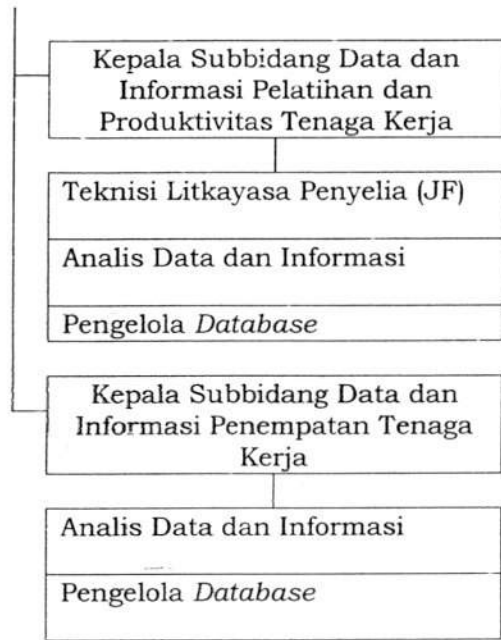 Kepala Subbidang Data dan
Informasi Pelatihan dan
Produktivitas Tenaga Kerja
Teknisi Litkayasa Penyelia (JF)
Analis Data dan Informasi
Pengelola Database
Kepala Subbidang Data dan
Informasi Penempatan Tenaga
Kerja
Analis Data dan Informasi
Pengelola Database